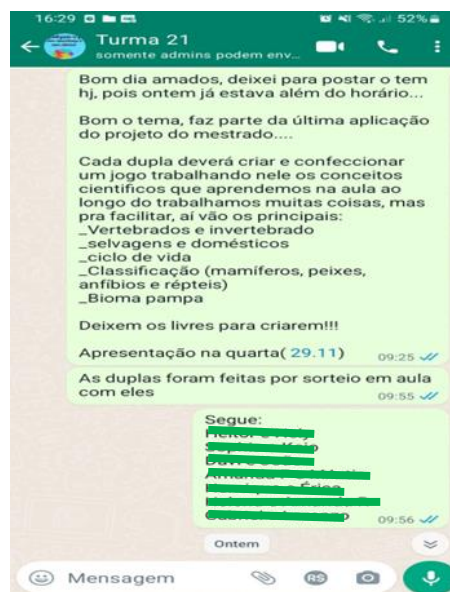 16:29
52%
Turma 21
somente admins podem env...
Bom dia amados, deixei para postar o tem
hj, pois ontem já estava além do horário...
Bom o tema, faz parte da última aplicação
do projeto do mestrado....
Cada dupla deverá criar e confeccionar
um jogo trabalhando nele os conceitos
cientificos que aprendemos na aula ao
longo do trabalhamos muitas coisas, mas
pra facilitar, aí vão os principais:
_Vertebrados e invertebrado
_selvagens e domésticos
_ciclo de vida
_Classificação (mamíferos, peixes,
anfíbios e répteis)
_Bioma pampa
Deixem os livres para criarem!!!
Apresentação na quarta( 29.11)
09:25
As duplas foram feitas por sorteio em aula
com eles
09:55
Segue:
09:56
Ontem
Mensagem
R$